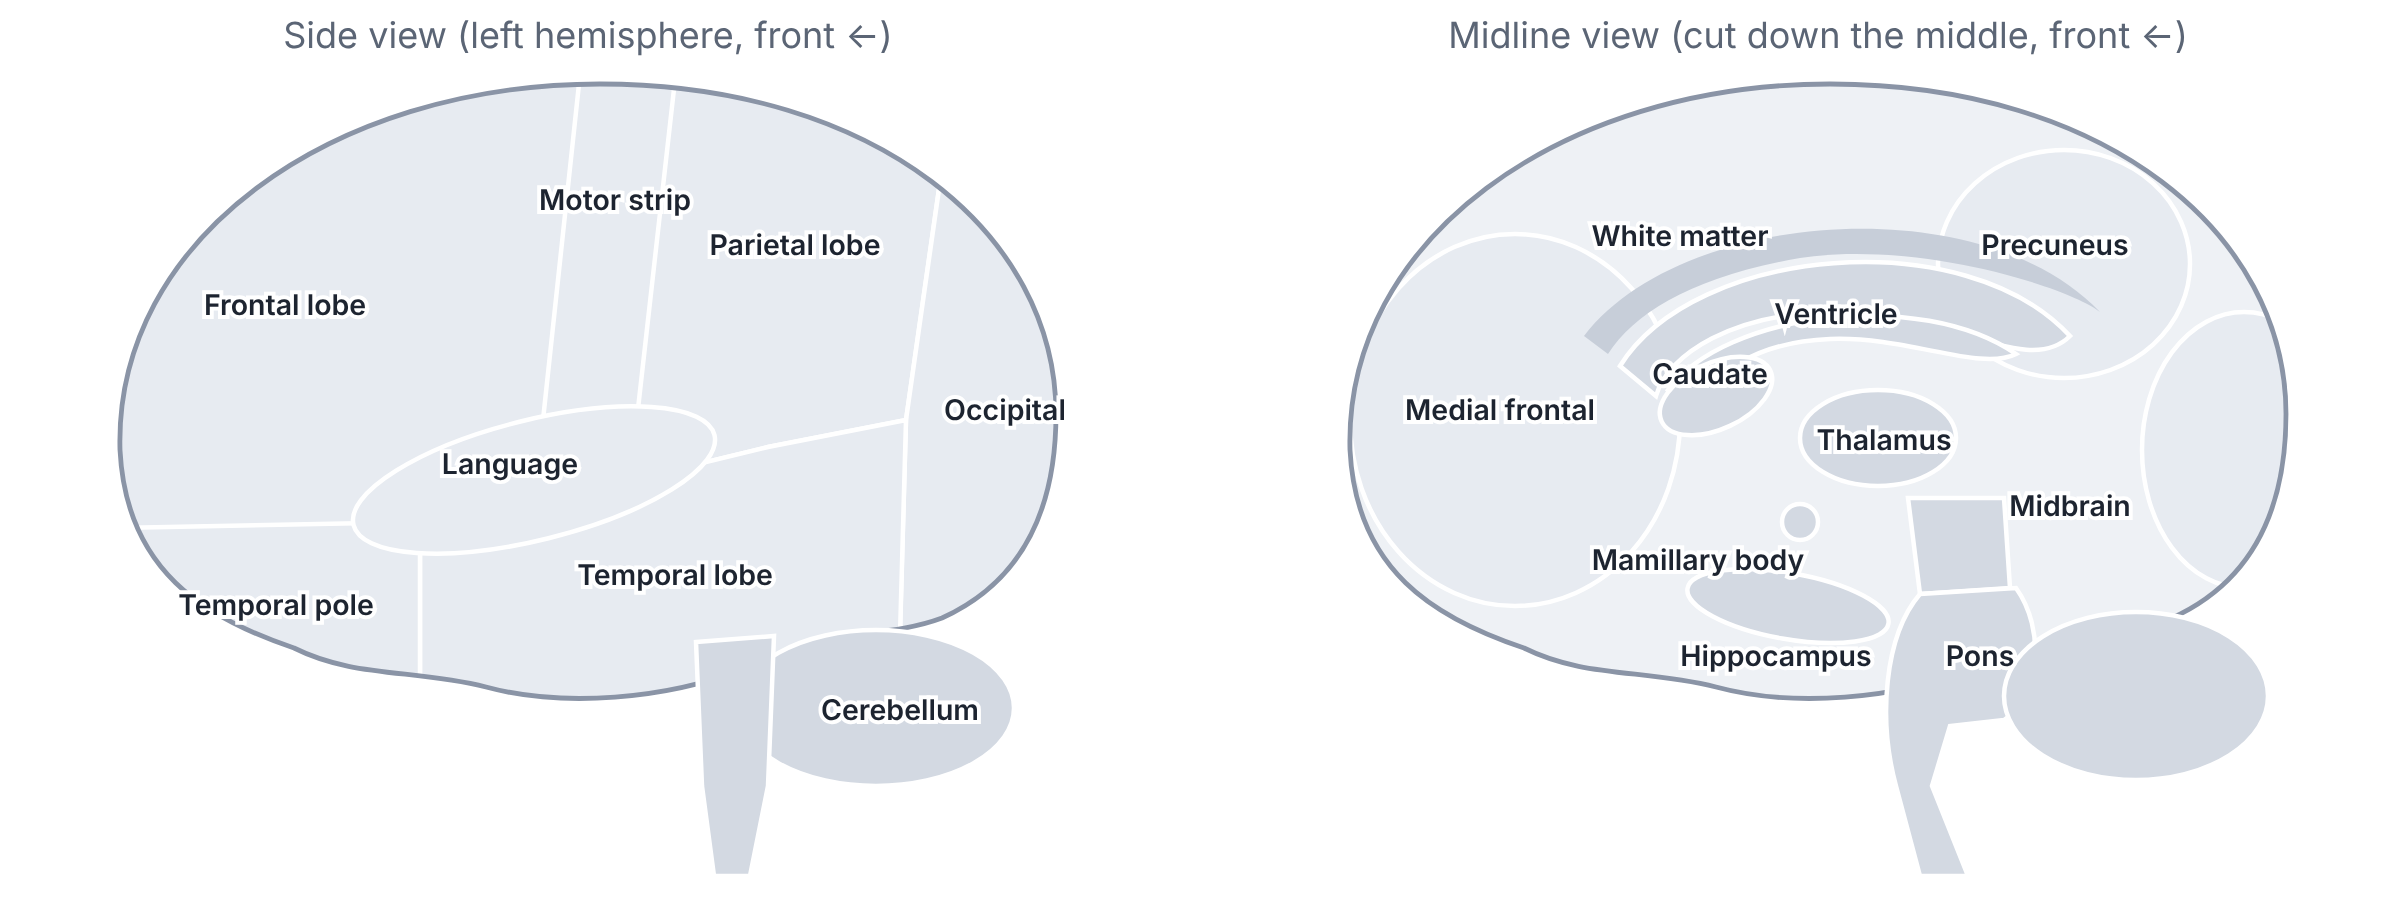 Side view (left hemisphere, front ←)
Motor strip
Parietal lobe
Frontal lobe
Occipital
Language
Temporal lobe
Temporal pole
Cerebellum
Midline view (cut down the middle, front ←)
White matter
Precuneus
Ventricle
Caudate
Medial frontal
Thalamus
Midbrain
Mamillary body
Hippocampus
Pons